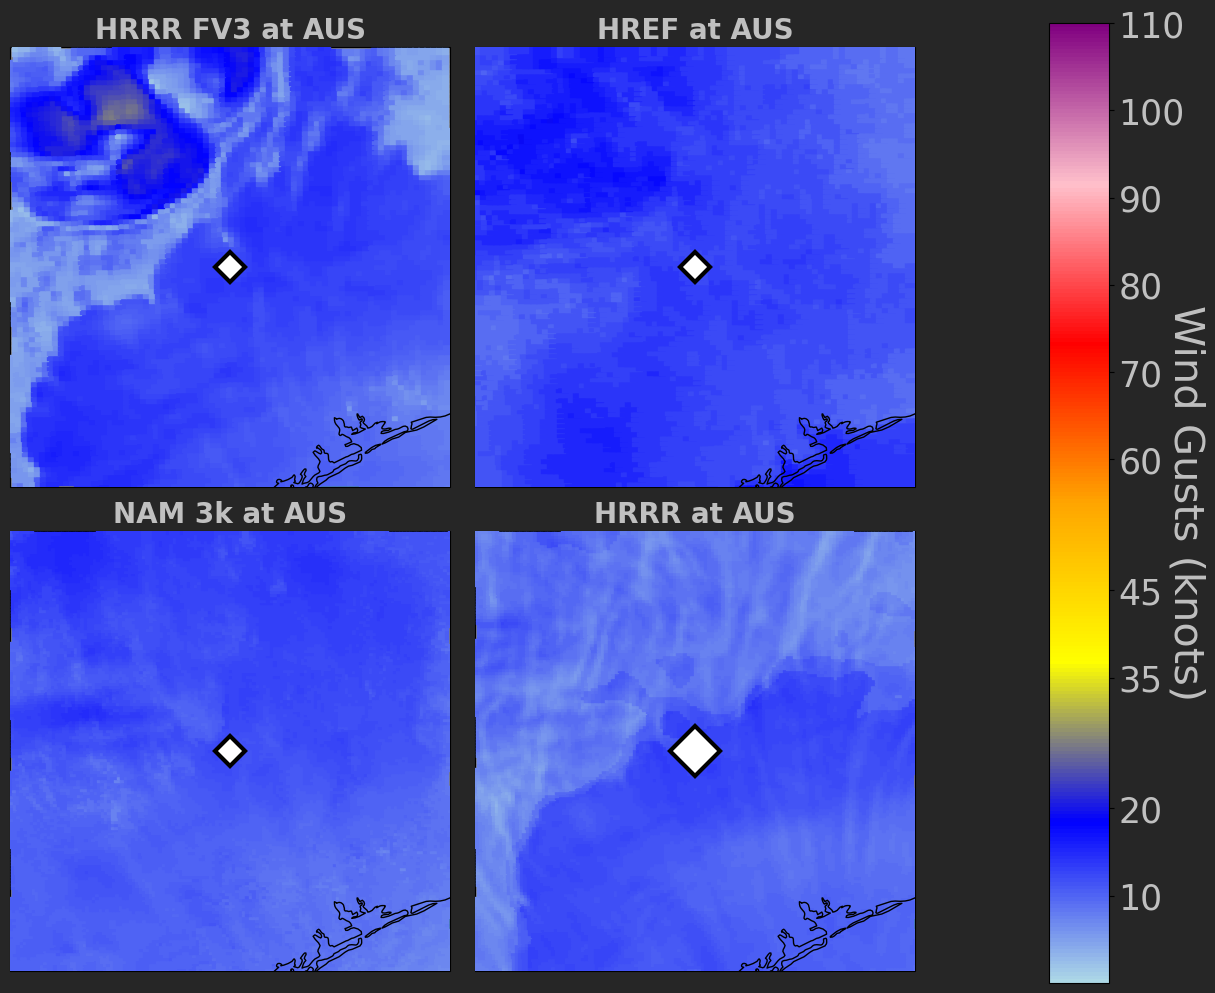 HRRR FV3 at AUS
HREF at AUS
NAM 3k at AUS
HRRR at AUS
110
100
90
80
70
60
45
35
20
10
Wind Gusts (knots)